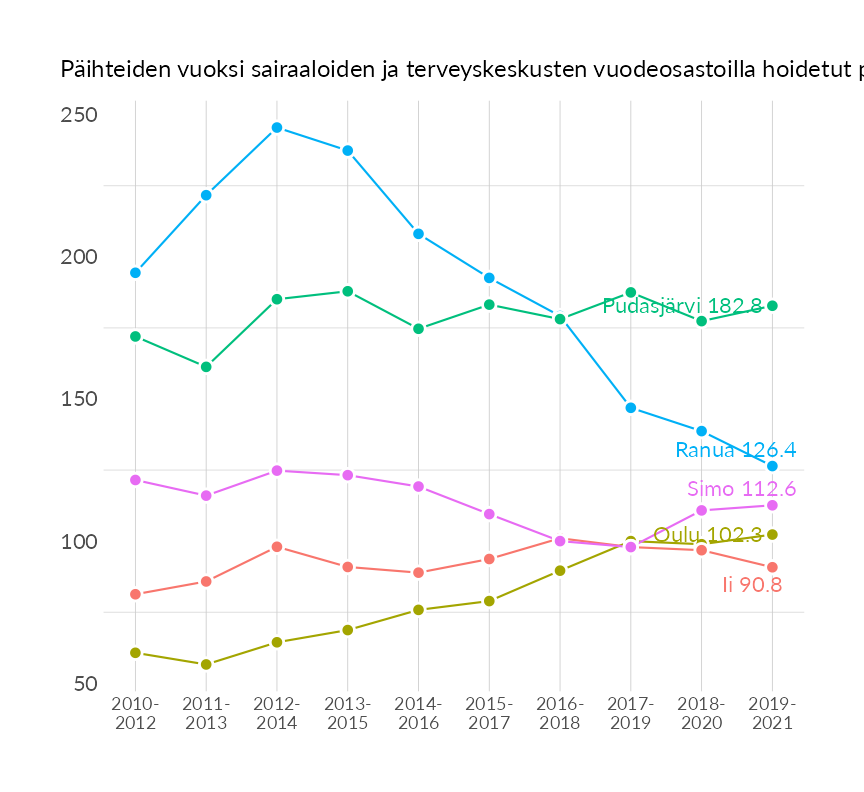 Päihteiden vuoksi sairaaloiden ja terveyskeskusten vuodeosastoilla hoidetut
250
200
150
100
50
Pudasjärvi 182.8
Ranua 126.4
Simo 112.6
Oulu 102.3
Ii 90.8
2010- 2011- 2012- 2013- 2014- 2015- 2016- 2017- 2018- 2019-
2012 2013 2014 2015 2016 2017 2018 2019 2020 2021